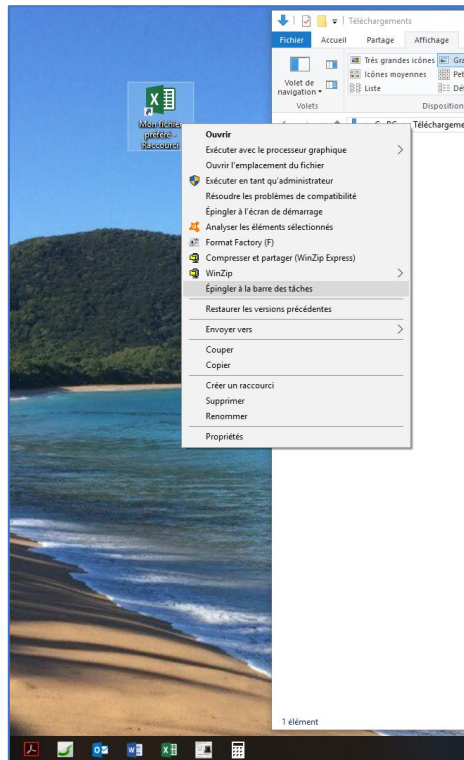 Téléchargements
Fichier Accueil Partage Affichage
Très grandes icônes
Icônes moyennes
Liste
Volet de
navigation
Volets
Disposition
Mon fichier
préféré -
Raccourci
Ouvrir
Exécuter avec le processeur graphique
Ouvrir l'emplacement du fichier
Exécuter en tant qu'administrateur
Résoudre les problèmes de compatibilité
Épingler à l'écran de démarrage
Analyser les éléments sélectionnés
Format Factory (F)
Compresser et partager (WinZip Express)
WinZip
Épingler à la barre des tâches
Restaurer les versions précédentes
Envoyer vers
Couper
Copier
Créer un raccourci
Supprimer
Renommer
Propriétés
1 élément